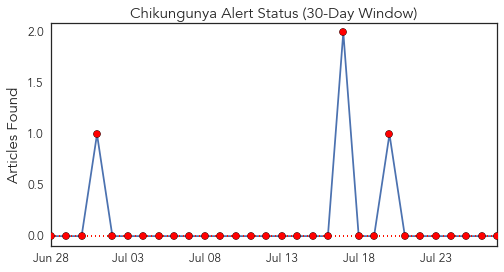 Chikungunya Alert Status (30-Day Window)
Articles Found
2.0
1.5
1.0
0.5
0.0
Jun 28
Jul 03
Jul 08
Jul 13
Jul 18
Jul 23